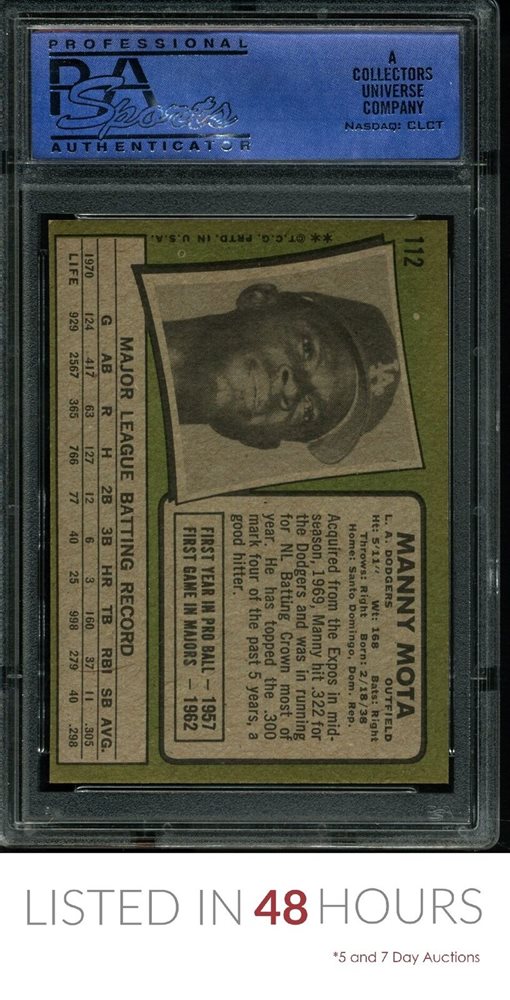 PROFESSIONAL
PSA
Sports
AUTHENTICATOR
A
COLLECTORS
UNIVERSE
COMPANY
NASDAQ: CLCT
112
**©T.C.G. PRTD. IN U.S.A.
MANNY MOTA
L. A. DODGERS OUTFIELD
Ht: 5'11" Wt: 168 Bats: Right
Throws: Right Born: 2/18/38
Home: Santo Domingo, Dom. Rep.
Acquired from the Expos in mid-
season, 1969, Manny hit .322 for
the Dodgers and was in running
for NL Batting Crown most of
year. He has topped the .300
mark four of the past 5 years, a
good hitter.
FIRST YEAR IN PRO BALL — 1957
FIRST GAME IN MAJORS — 1962
MAJOR LEAGUE BATTING RECORD
G AB R H 2B 3B HR TB RBI SB AVG.
1970 124 417 63 127 12 6 3 160 37 11 .305
LIFE 929 2567 365 766 77 40 25 998 279 40 .298
LISTED IN 48 HOURS
*5 and 7 Day Auctions